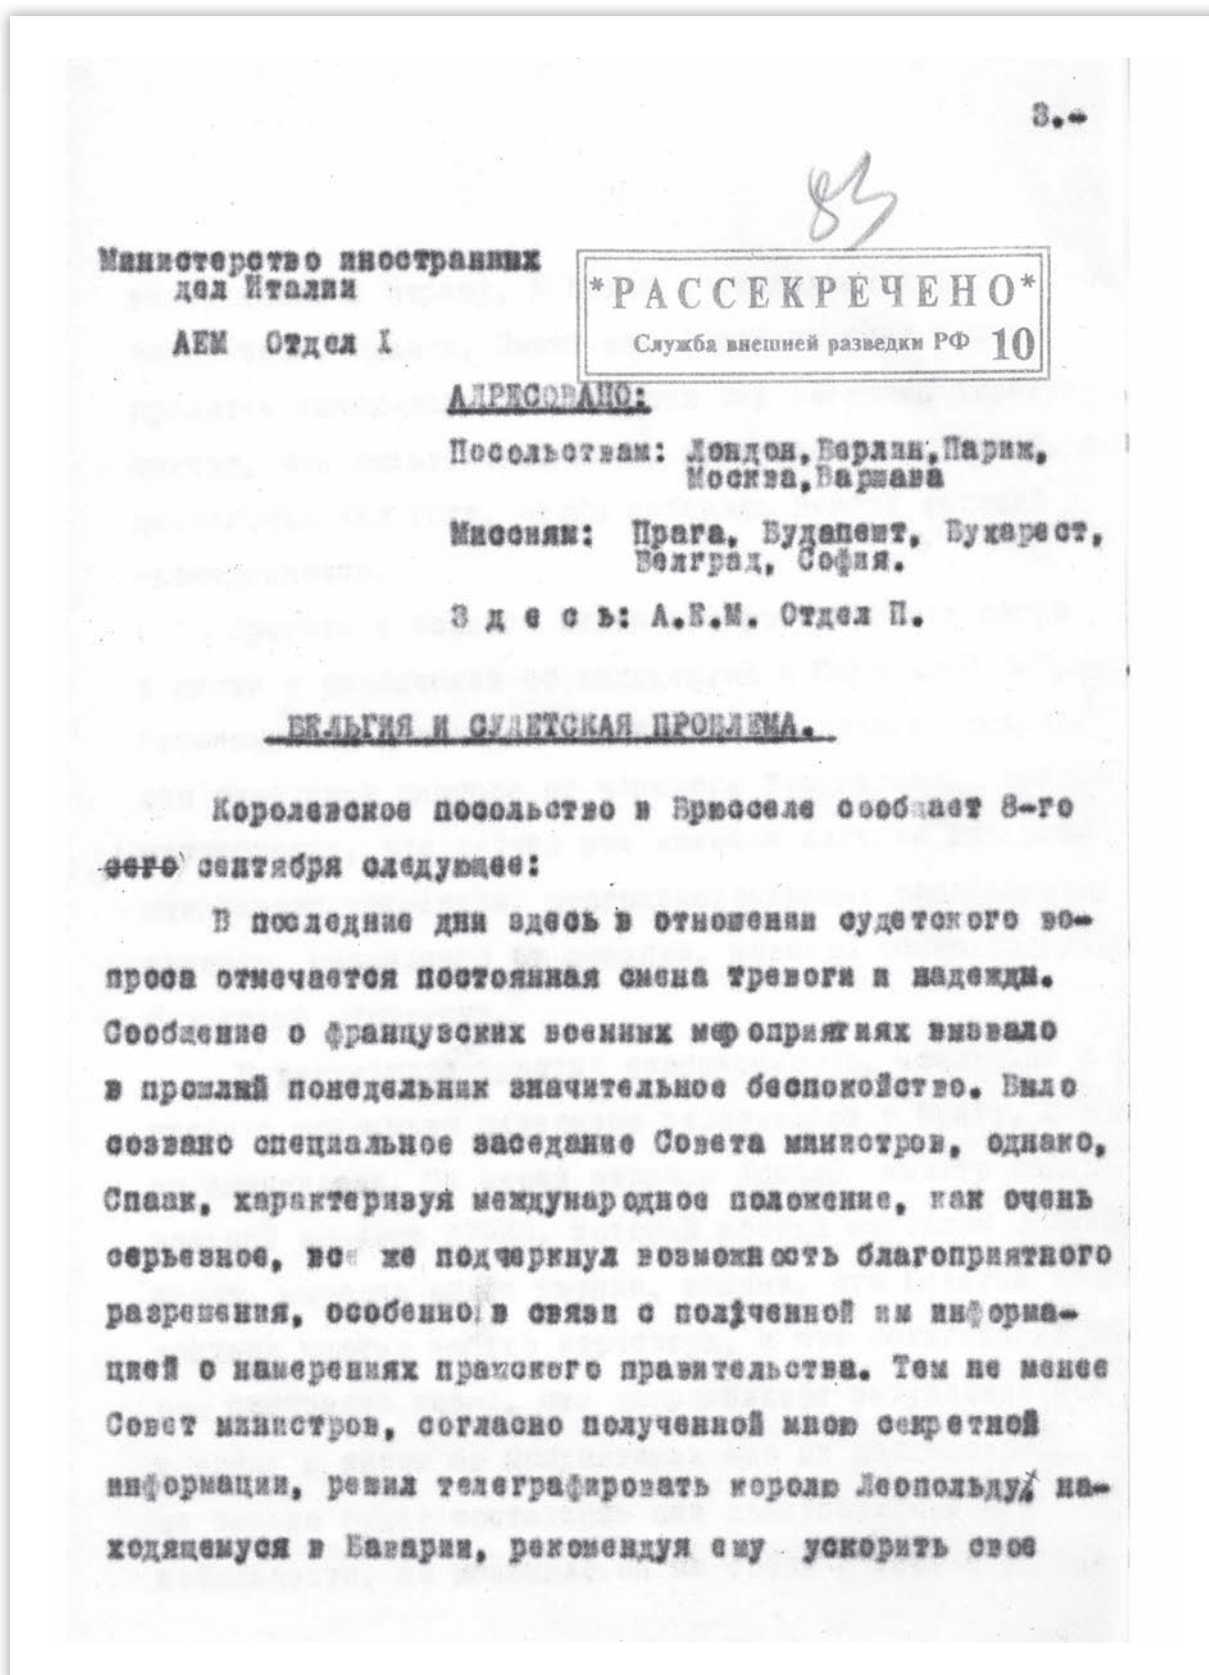 3.-
83
Министерство иностранных
дел Италии
АЕМ Отдел I
*РАССЕКРЕЧЕНО*
Служба внешней разведки РФ 10
АДРЕСОВАНО:
Посольствам: Лондон, Берлин, Париж,
Москва, Варшава
Миссиям: Прага, Будапешт, Бухарест,
Белград, София.
З д е с ь: А.Е.М. Отдел П.
БЕЛЬГИЯ И СУДЕТСКАЯ ПРОБЛЕМА.
Королевское посольство в Брюсселе сообщает 8-го
сего сентября следующее:
В последние дни здесь в отношении судетского во-
проса отмечается постоянная смена тревоги и надежды.
Сообщение о французских военных мероприятиях вызвало
в прошлый понедельник значительное беспокойство. Было
созвано специальное заседание Совета министров, однако,
Спаак, характеризуя международное положение, как очень
серьезное, все же подчеркнул возможность благоприятного
разрешения, особенно в связи с полученной им информа-
цией о намерениях пражского правительства. Тем не менее
Совет министров, согласно полученной мною секретной
информации, решил телеграфировать королю Леопольду, на-
ходящемуся в Баварии, рекомендуя ему ускорить свое